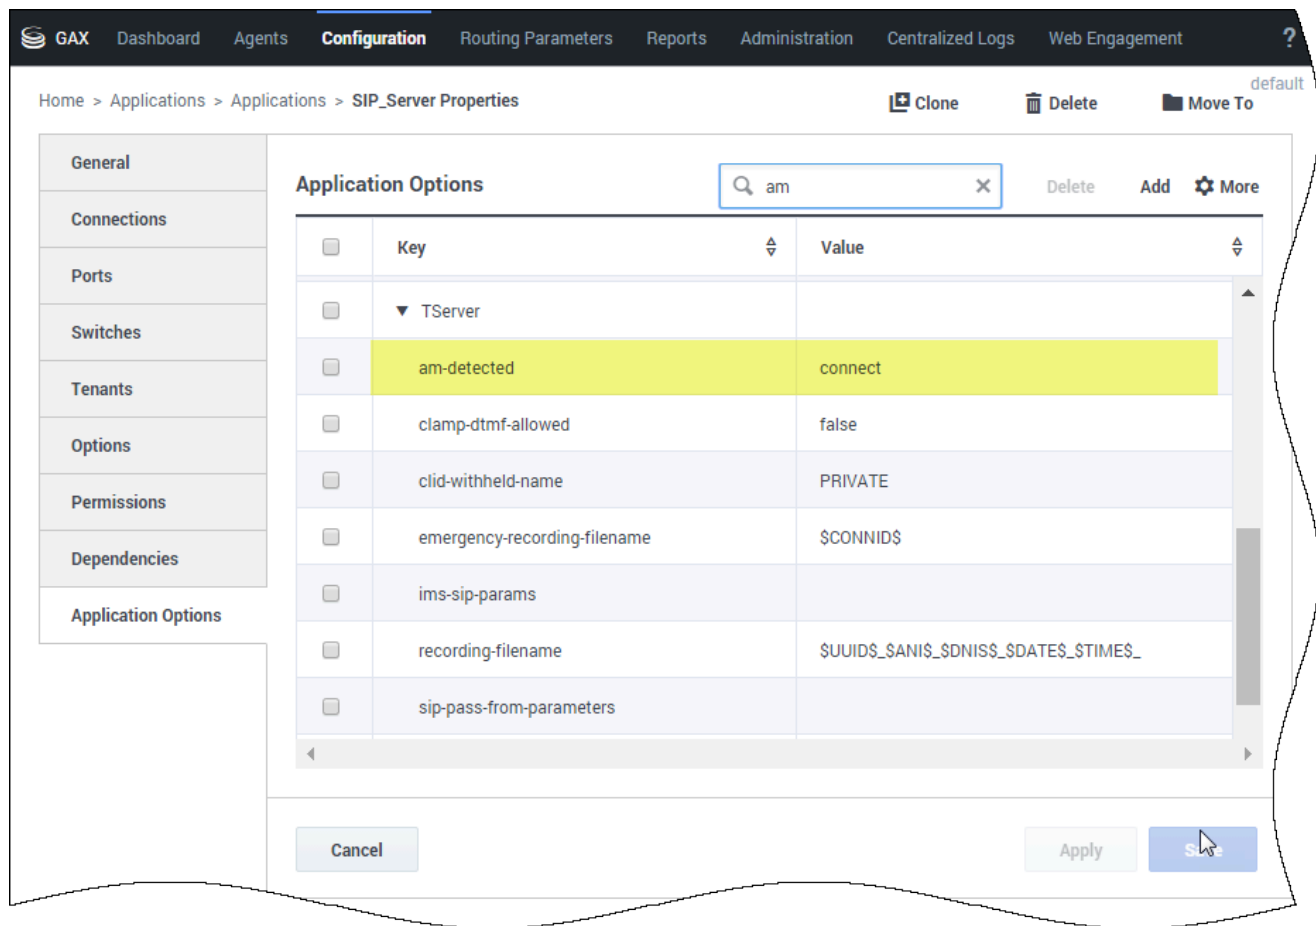 GAX Dashboard Agents Configuration Routing Parameters Reports Administration Centralized Logs Web Engagement ?
default
Home > Applications > Applications > SIP_Server Properties Clone Delete Move To
General
Connections
Ports
Switches
Tenants
Options
Permissions
Dependencies
Application Options
Application Options am Delete Add More
Key Value
TServer
am-detected connect
clamp-dtmf-allowed false
clid-withheld-name PRIVATE
emergency-recording-filename $CONNID$
ims-sip-params
recording-filename $UUID$_$ANI$_$DNIS$_$DATE$_$TIME$_
sip-pass-from-parameters
Cancel Apply Save